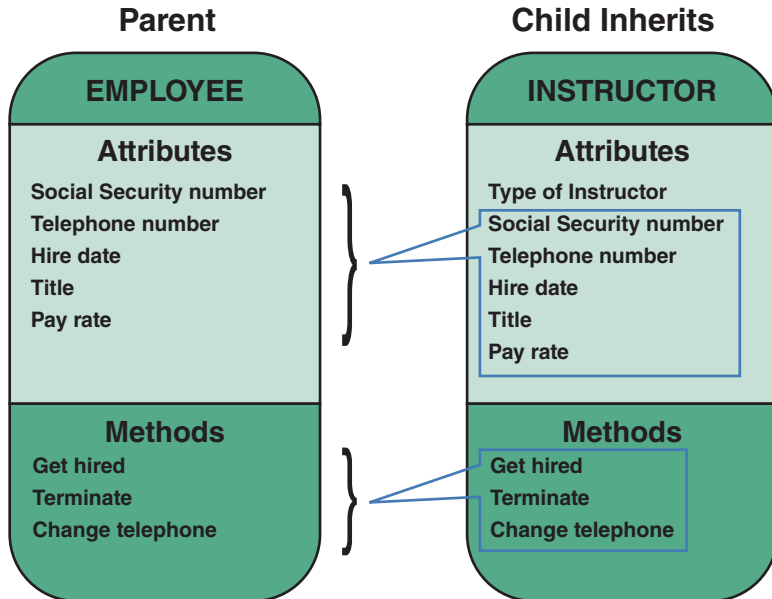 Parent
EMPLOYEE
Attributes
Social Security number
Telephone number
Hire date
Title
Pay rate
Methods
Get hired
Terminate
Change telephone
Child Inherits
INSTRUCTOR
Attributes
Type of Instructor
Social Security number
Telephone number
Hire date
Title
Pay rate
Methods
Get hired
Terminate
Change telephone